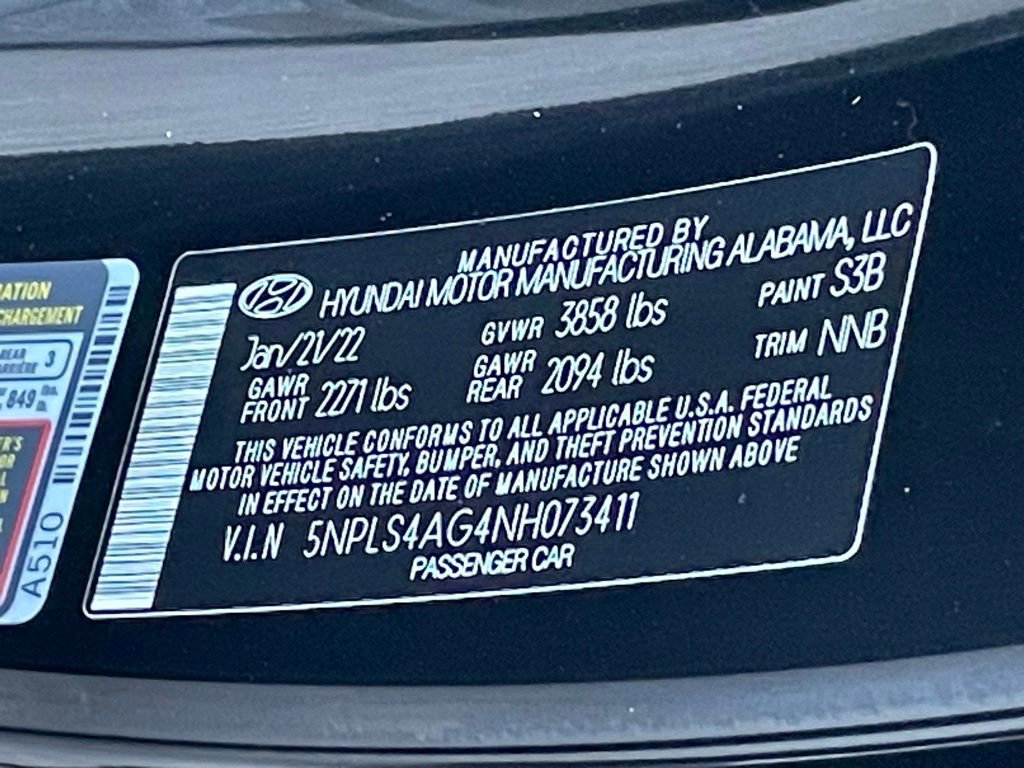 MANUFACTURED BY
HYUNDAI MOTOR MANUFACTURING ALABAMA, LLC
Jan/21/22 GVWR 3858 lbs PAINT S3B
GAWR FRONT 2271 lbs GAWR REAR 2094 lbs TRIM NNB
THIS VEHICLE CONFORMS TO ALL APPLICABLE U.S.A. FEDERAL
MOTOR VEHICLE SAFETY, BUMPER, AND THEFT PREVENTION STANDARDS
IN EFFECT ON THE DATE OF MANUFACTURE SHOWN ABOVE
V.I.N 5NPLS4AG4NH073411
PASSENGER CAR
CHARGEMENT
REAR 3
849
A510